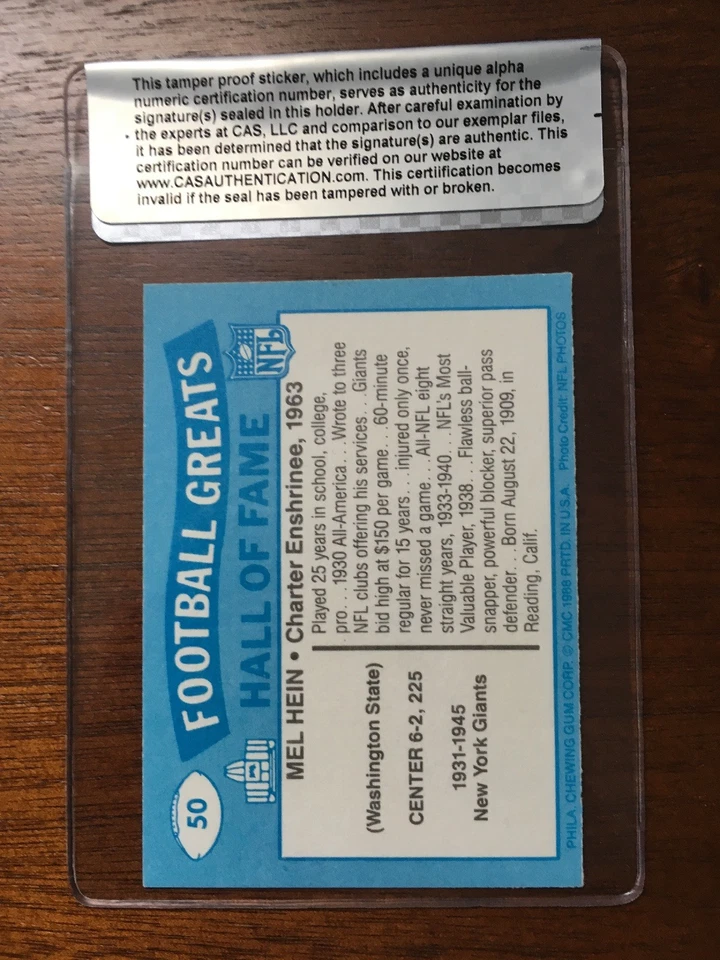 This tamper proof sticker, which includes a unique alpha
numeric certification number, serves as authenticity for the
signature(s) sealed in this holder. After careful examination by
the experts at CAS, LLC and comparison to our exemplar files,
it has been determined that the signature(s) are authentic. This
certification number can be verified on our website at
www.CASAUTHENTICATION.com. This certiification becomes
invalid if the seal has been tampered with or broken.
50
FOOTBALL GREATS
HALL OF FAME
NFL
MEL HEIN • Charter Enshrinee, 1963
(Washington State)
CENTER 6-2, 225
1931-1945
New York Giants
Played 25 years in school, college,
pro. . .1930 All-America. . .Wrote to three
NFL clubs offering his services. . .Giants
bid high at $150 per game. . .60-minute
regular for 15 years. . .injured only once,
never missed a game. . .All-NFL eight
straight years, 1933-1940. . .NFL's Most
Valuable Player, 1938. . .Flawless ball-
snapper, powerful blocker, superior pass
defender. . .Born August 22, 1909, in
Reading, Calif.
PHILA. CHEWING GUM CORP. © CMC 1988 PRTD. IN U.S.A. Photo Credit: NFL PHOTOS